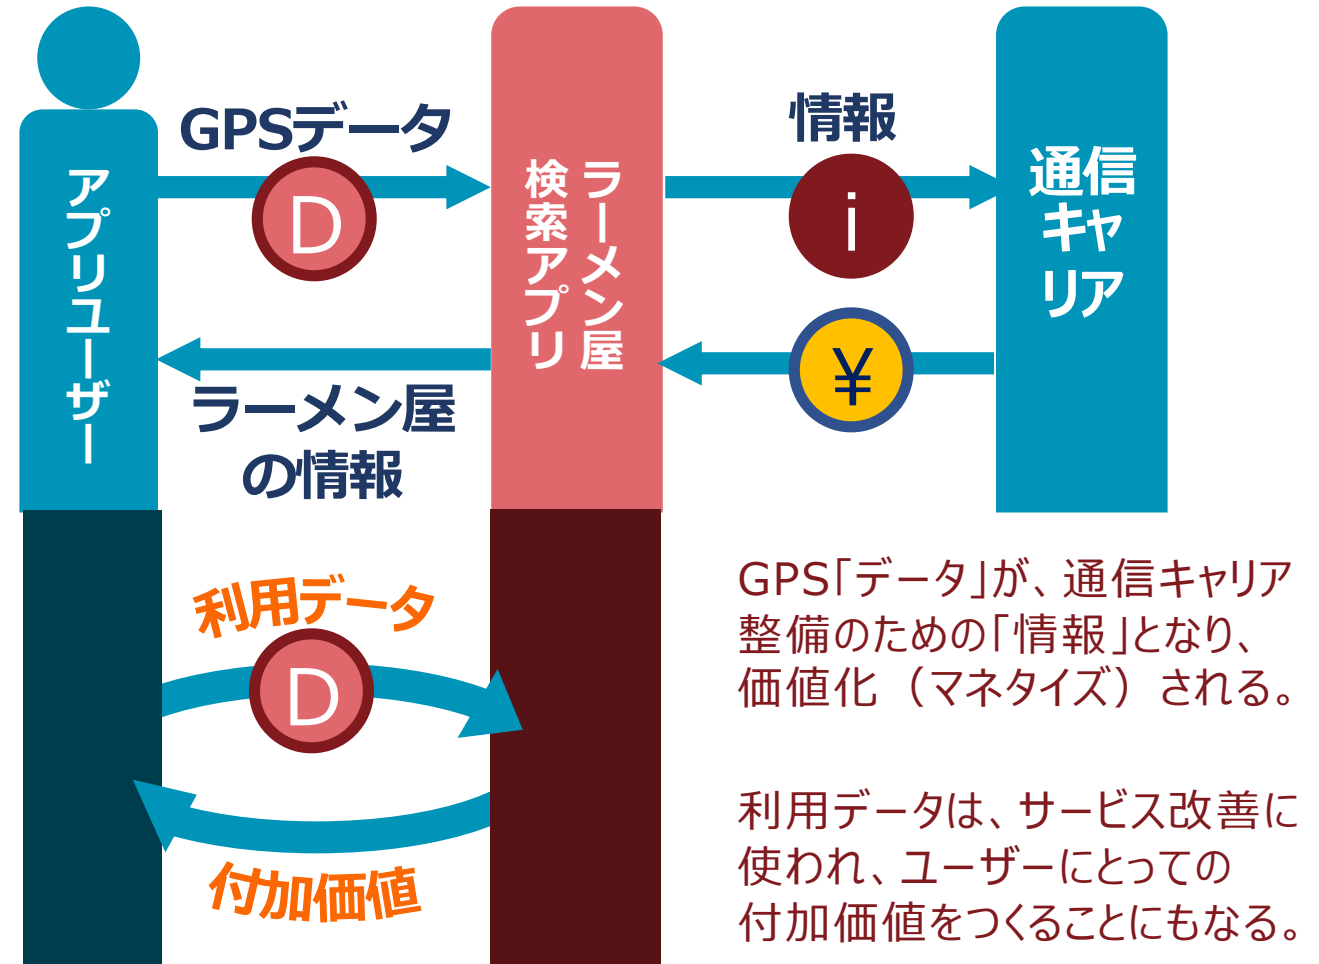 アプリユーザー
GPSデータ
D
ラーメン屋
の情報
ラーメン屋
検索アプリ
情報
i
¥
通信
キャ
リア
利用データ
D
付加価値
GPS「データ」が、通信キャリア
整備のための「情報」となり、
価値化（マネタイズ）される。
利用データは、サービス改善に
使われ、ユーザーにとっての
付加価値をつくることにもなる。